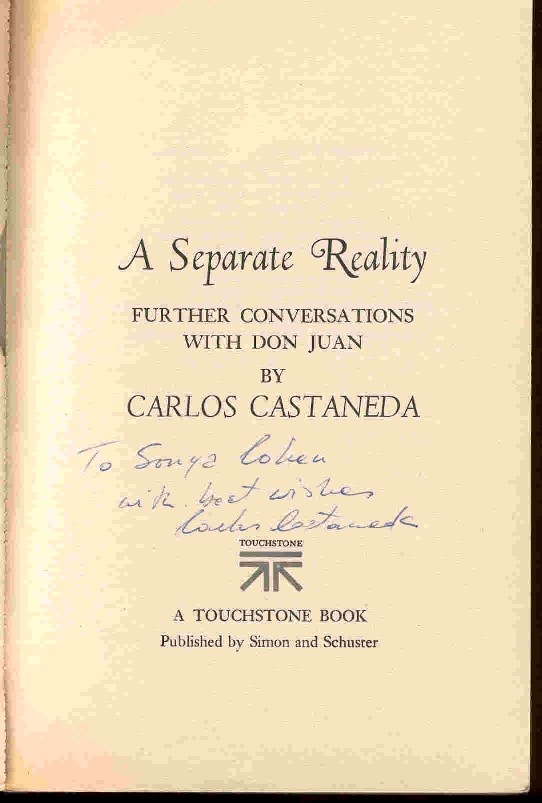 A Separate Reality
FURTHER CONVERSATIONS
WITH DON JUAN
BY
CARLOS CASTANEDA
To Sonya Cohen
with best wishes
Carlos Castaneda
TOUCHSTONE
A TOUCHSTONE BOOK
Published by Simon and Schuster